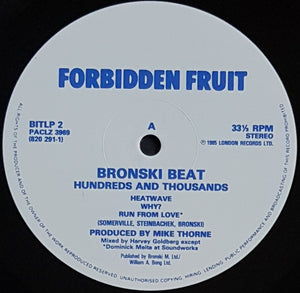 FORBIDDEN FRUIT
BITLP 2
PACLZ 3969
(820 291-1)
A
33⅓ RPM
STEREO
℗ 1985 LONDON RECORDS LTD.
BRONSKI BEAT
HUNDREDS AND THOUSANDS
HEATWAVE
WHY?
RUN FROM LOVE*
(SOMERVILLE, STEINBACHEK, BRONSKI)
PRODUCED BY MIKE THORNE
Mixed by Harvey Goldberg except
*Dominick Maita at Soundworks
Published by Bronski M. Ltd./
William A. Bong Ltd.
ALL RIGHTS OF THE PRODUCER AND OF THE OWNER OF THE WORK REPRODUCED RESERVED. UNAUTHORISED COPYING, HIRING, LENDING, PUBLIC PERFORMANCE AND BROADCASTING OF THIS RECORD PROHIBITED